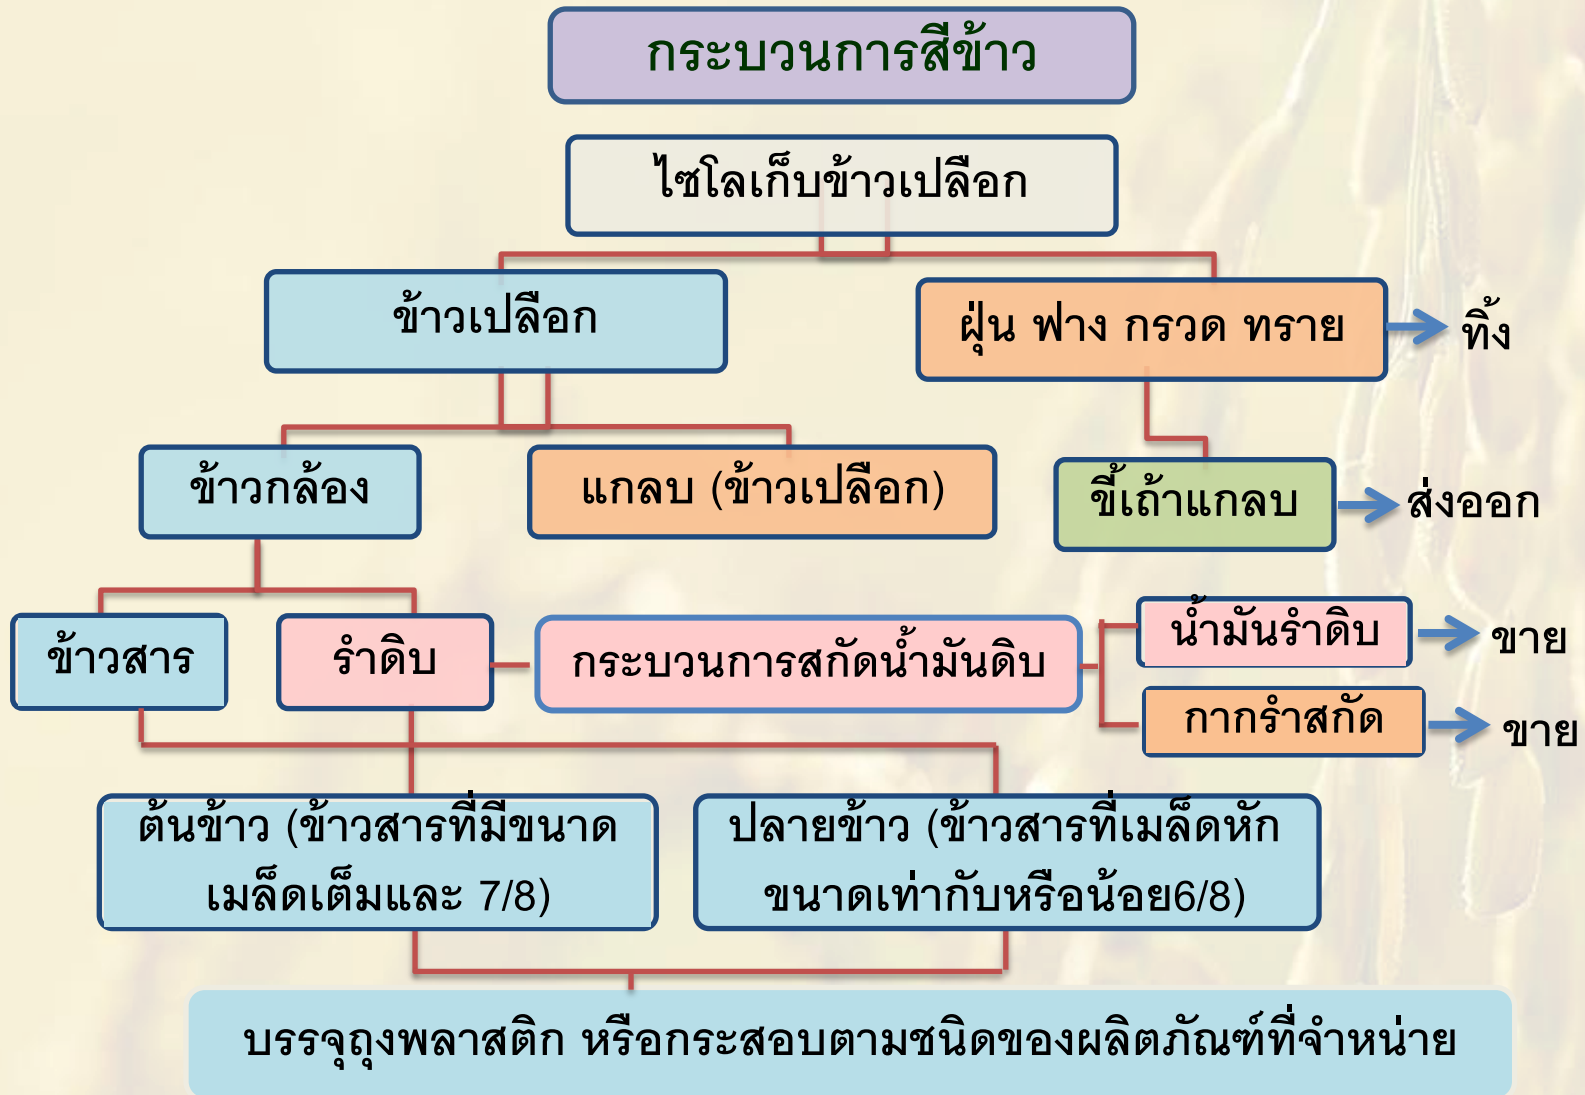 กระบวนการสีข้าว
ไซโลเก็บข้าวเปลือก
ข้าวเปลือก
ฝุ่น ฟาง กรวด ทราย
ทิ้ง
ข้าวกล้อง
แกลบ (ข้าวเปลือก)
ขี้เถ้าแกลบ
ส่งออก
ข้าวสาร
รำดิบ
กระบวนการสกัดน้ำมันดิบ
น้ำมันรำดิบ
ขาย
กากรำสกัด
ขาย
ต้นข้าว (ข้าวสารที่มีขนาด
เมล็ดเต็มและ 7/8)
ปลายข้าว (ข้าวสารที่เมล็ดหัก
ขนาดเท่ากับหรือน้อย6/8)
บรรจุถุงพลาสติก หรือกระสอบตามชนิดของผลิตภัณฑ์ที่จำหน่าย